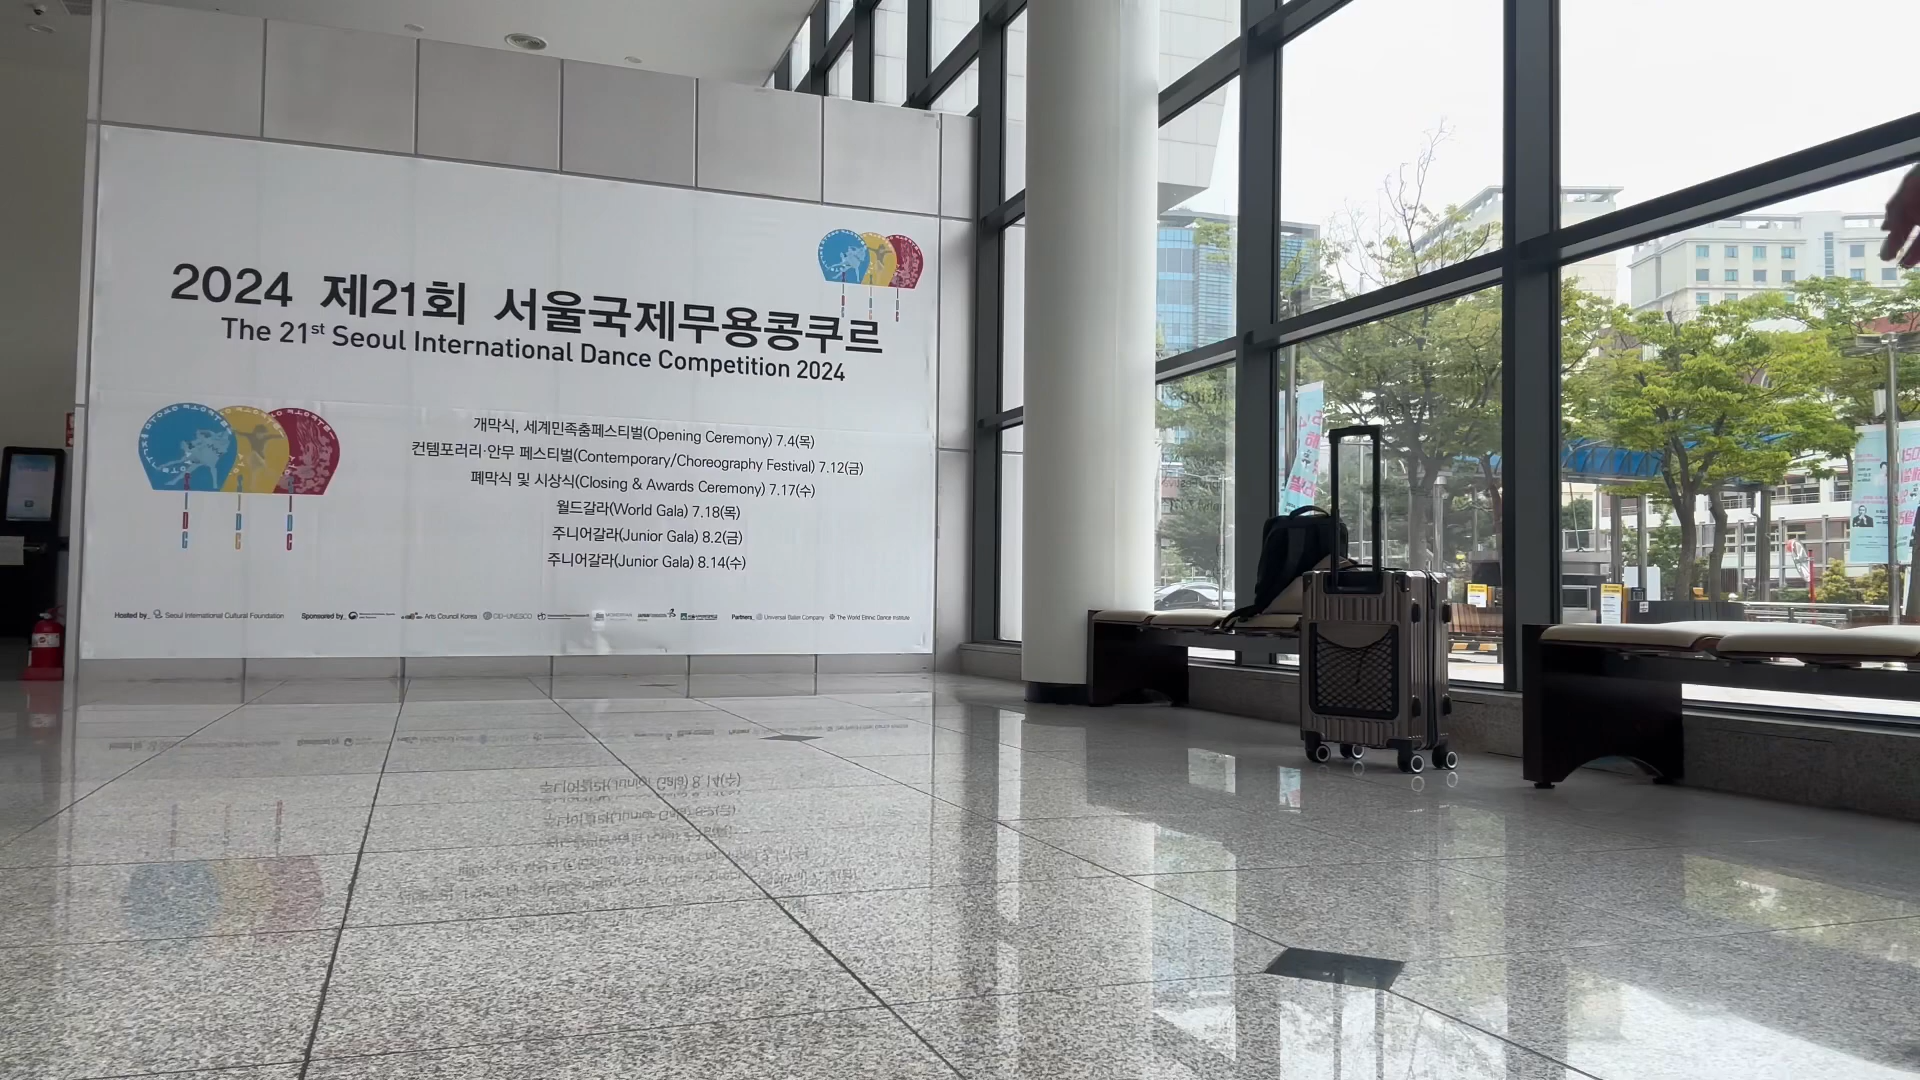 2024 제21회 서울국제무용콩쿠르
The 21st Seoul International Dance Competition 2024
개막식, 세계민족춤페스티벌(Opening Ceremony) 7.4(목)
컨템포러리·안무 페스티벌(Contemporary/Choreography Festival) 7.12(금)
폐막식 및 시상식(Closing & Awards Ceremony) 7.17(수)
월드갈라(World Gala) 7.18(목)
주니어갈라(Junior Gala) 8.2(금)
주니어갈라(Junior Gala) 8.14(수)
Hosted by_ Seoul International Cultural Foundation Sponsored by_ Arts Council Korea CID-UNESCO Partners_ Universal Ballet Company The World Ethnic Dance Institute